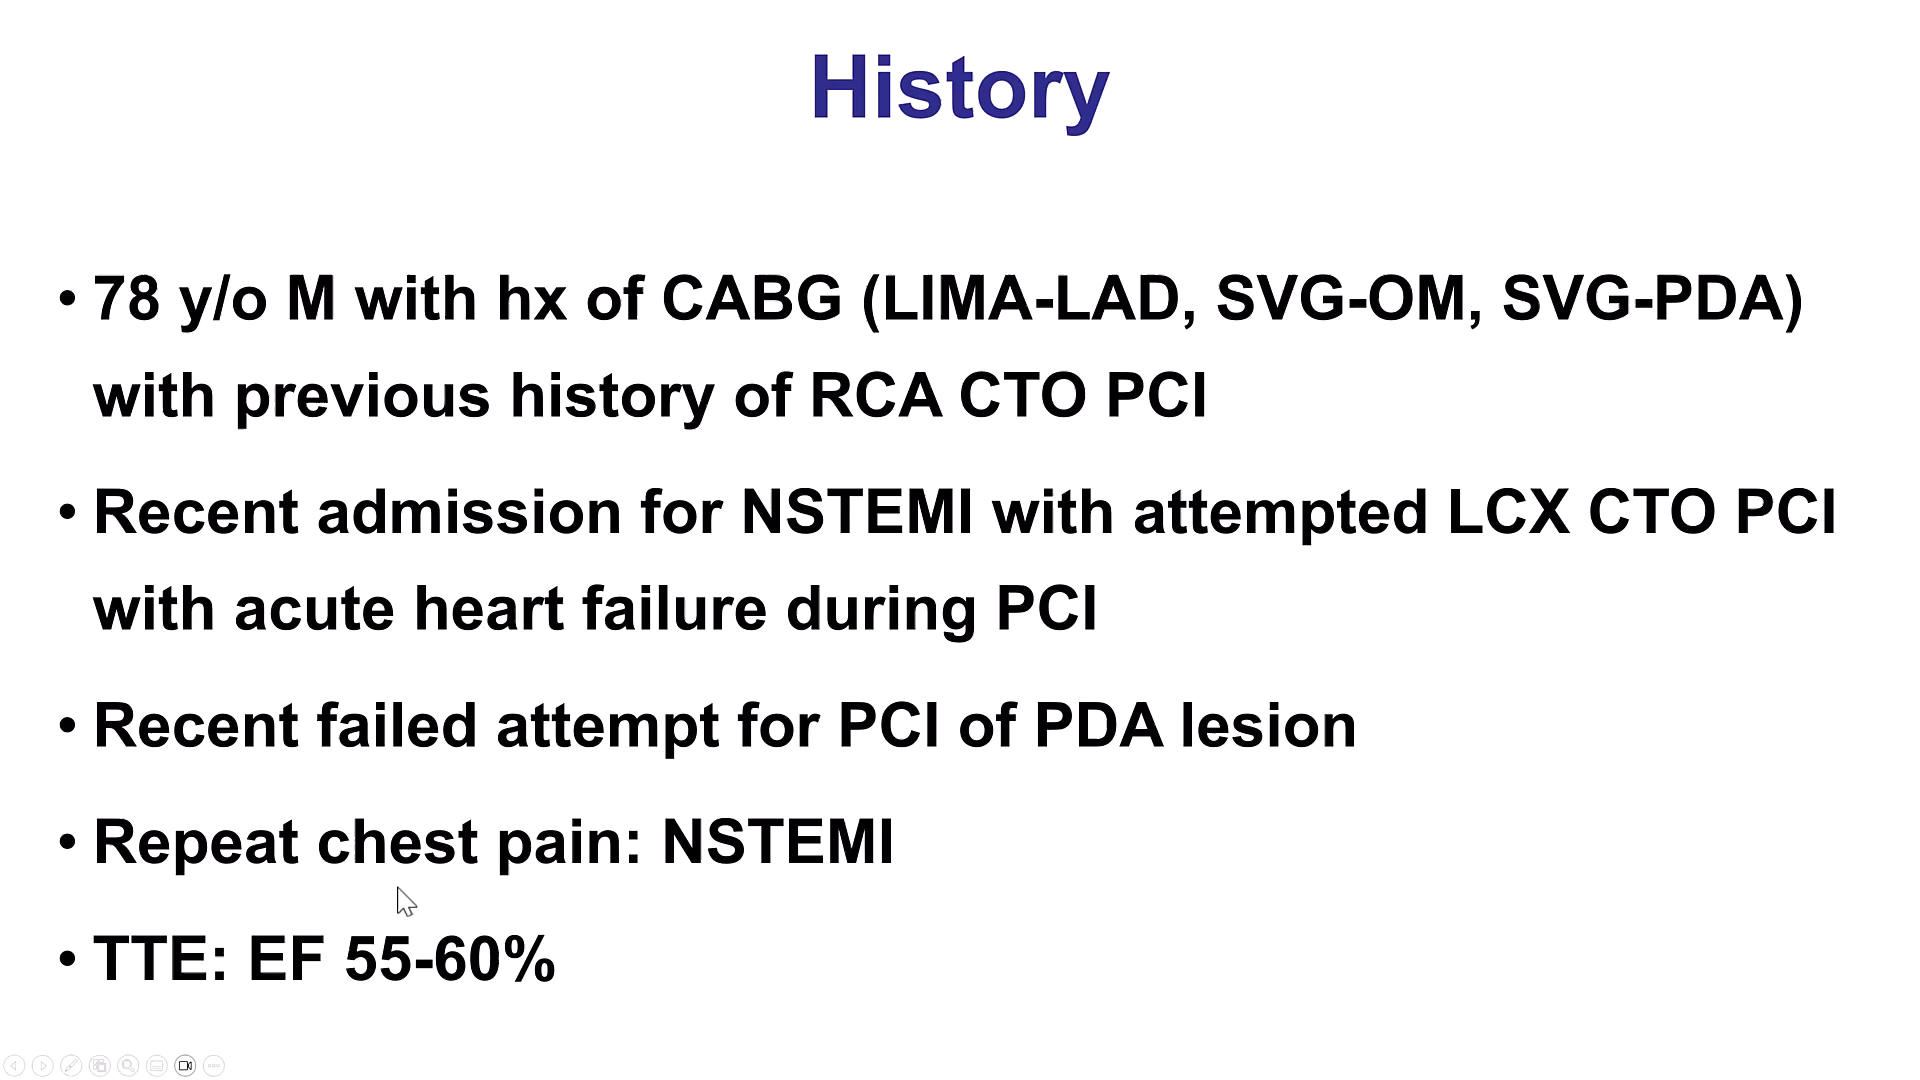 History
• 78 y/o M with hx of CABG (LIMA-LAD, SVG-OM, SVG-PDA)
with previous history of RCA CTO PCI
• Recent admission for NSTEMI with attempted LCX CTO PCI
with acute heart failure during PCI
• Recent failed attempt for PCI of PDA lesion
• Repeat chest pain: NSTEMI
• TTE: EF 55-60%